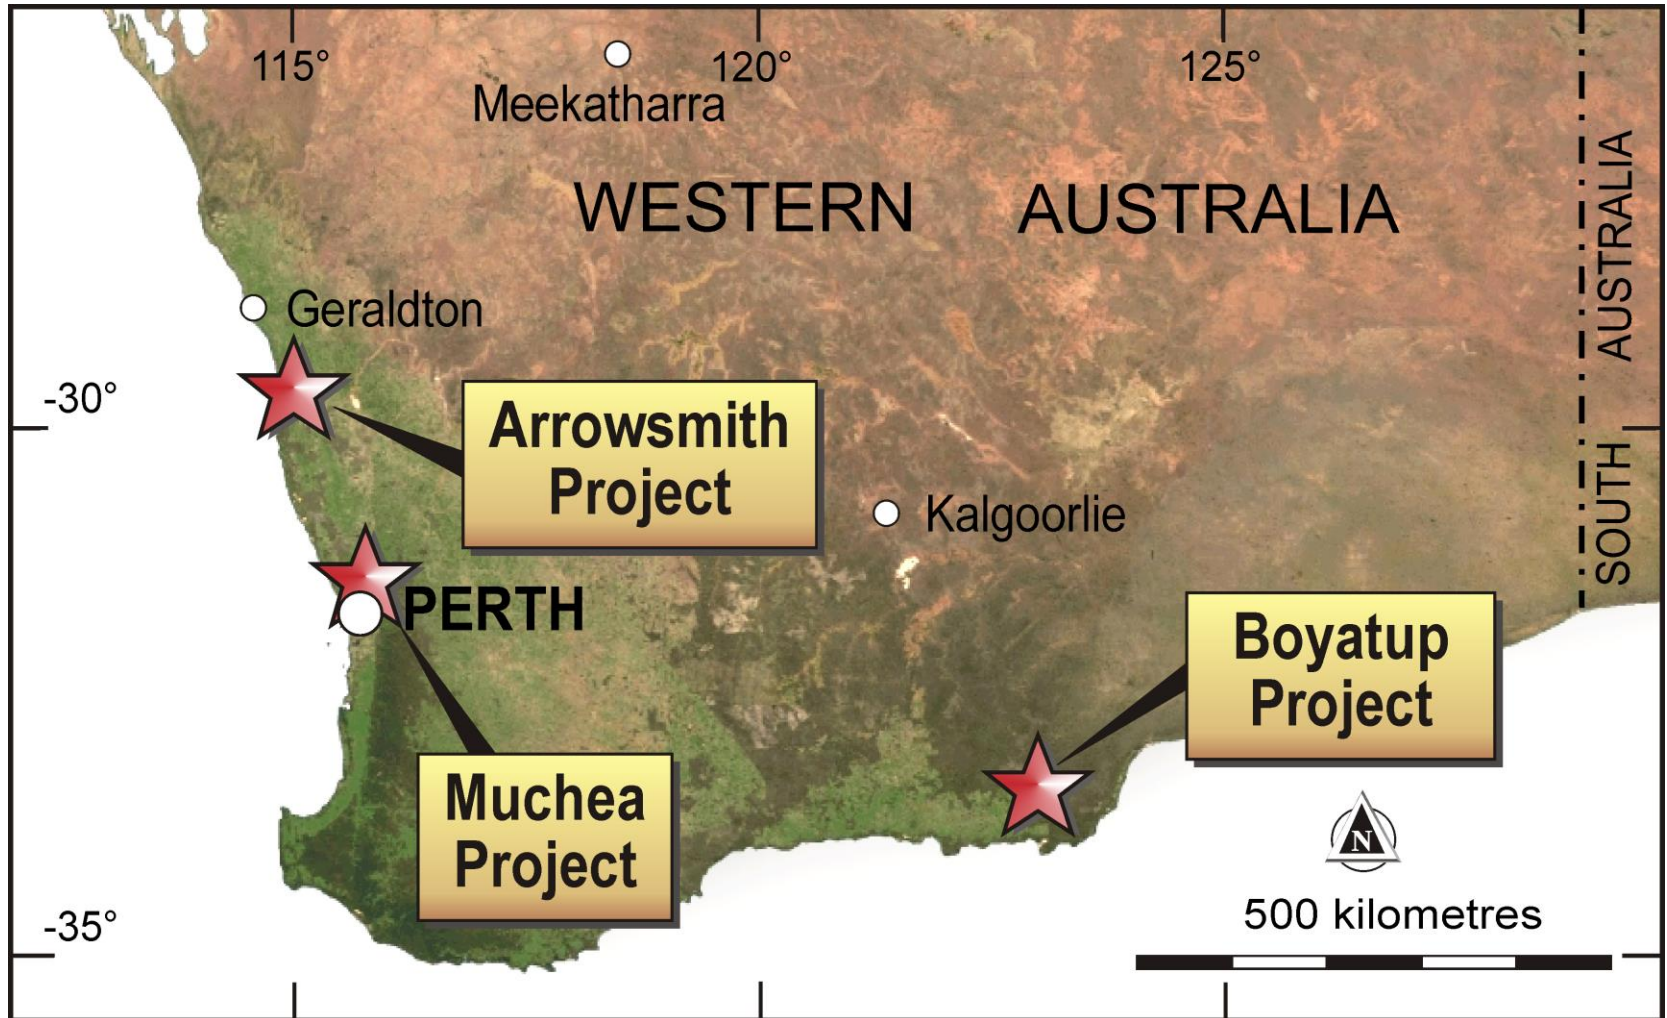 115°
120°
125°
Meekatharra
WESTERN AUSTRALIA
SOUTH AUSTRALIA
Geraldton
-30°
Arrowsmith
Project
Kalgoorlie
PERTH
Boyatup
Project
Muchea
Project
N
-35°
500 kilometres